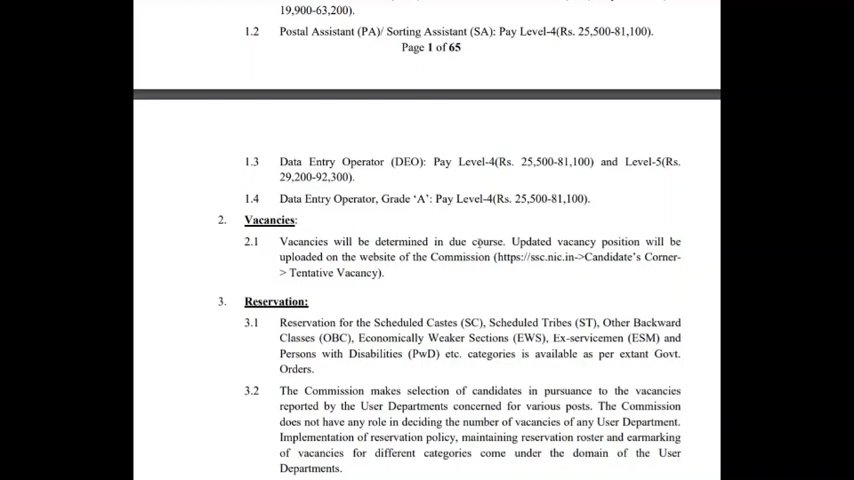 19,900-63,200).
1.2 Postal Assistant (PA)/ Sorting Assistant (SA): Pay Level-4(Rs. 25,500-81,100).
Page 1 of 65
1.3 Data Entry Operator (DEO): Pay Level-4(Rs. 25,500-81,100) and Level-5(Rs.
29,200-92,300).
1.4 Data Entry Operator, Grade ‘A’: Pay Level-4(Rs. 25,500-81,100).
2. Vacancies:
2.1 Vacancies will be determined in due course. Updated vacancy position will be
uploaded on the website of the Commission (https://ssc.nic.in->Candidate’s Corner-
> Tentative Vacancy).
3. Reservation:
3.1 Reservation for the Scheduled Castes (SC), Scheduled Tribes (ST), Other Backward
Classes (OBC), Economically Weaker Sections (EWS), Ex-servicemen (ESM) and
Persons with Disabilities (PwD) etc. categories is available as per extant Govt.
Orders.
3.2 The Commission makes selection of candidates in pursuance to the vacancies
reported by the User Departments concerned for various posts. The Commission
does not have any role in deciding the number of vacancies of any User Department.
Implementation of reservation policy, maintaining reservation roster and earmarking
of vacancies for different categories come under the domain of the User
Departments.